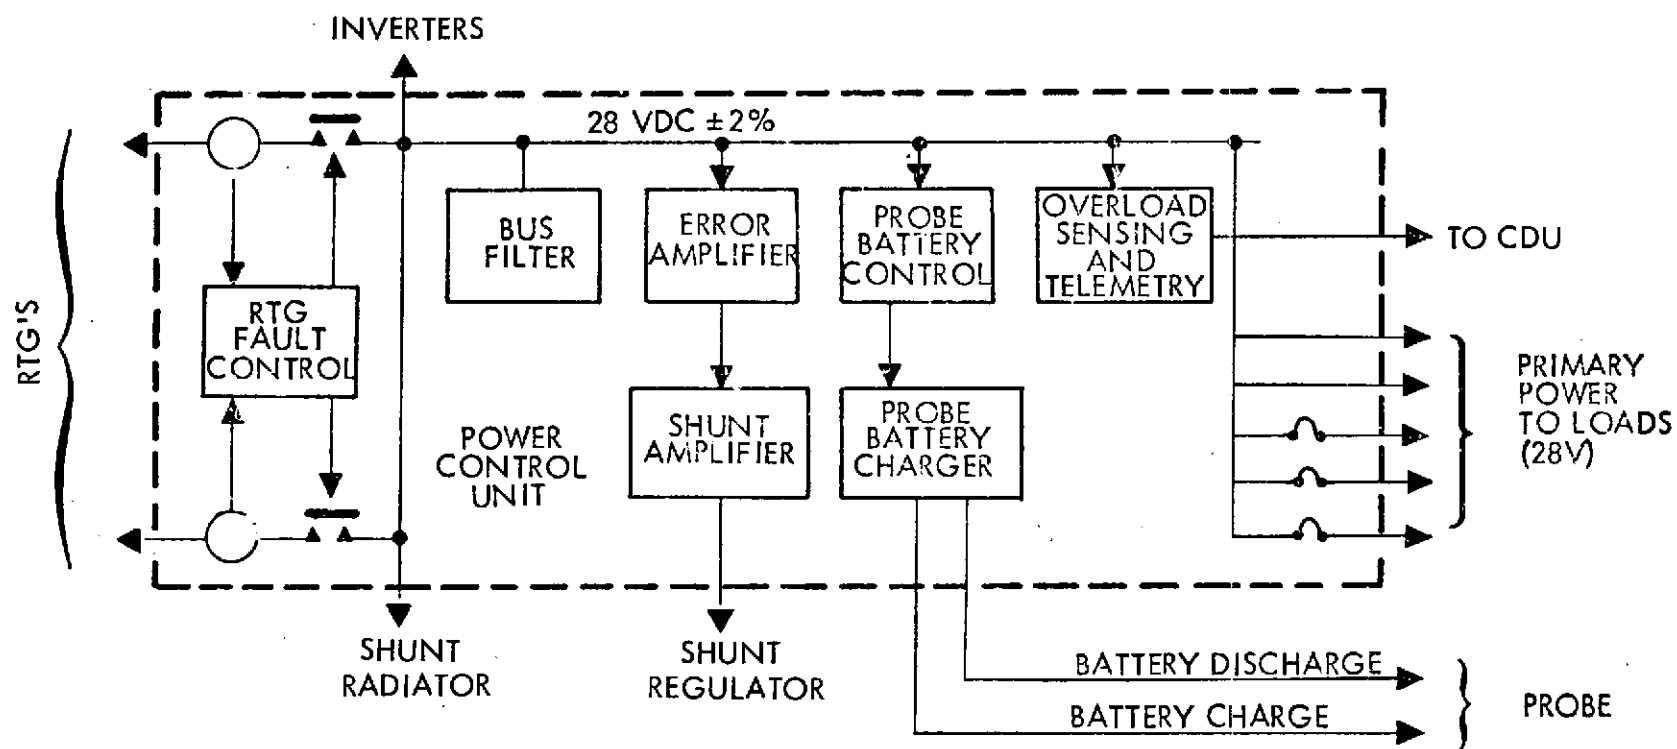 INVERTERS
28 VDC ±2%
RTG'S
BUS
FILTER
ERROR
AMPLIFIER
PROBE
BATTERY
CONTROL
OVERLOAD
SENSING
AND
TELEMETRY
TO CDU
RTG
FAULT
CONTROL
POWER
CONTROL
UNIT
SHUNT
AMPLIFIER
PROBE
BATTERY
CHARGER
PRIMARY
POWER
TO LOADS
(28V)
SHUNT
RADIATOR
SHUNT
REGULATOR
BATTERY DISCHARGE
BATTERY CHARGE
PROBE